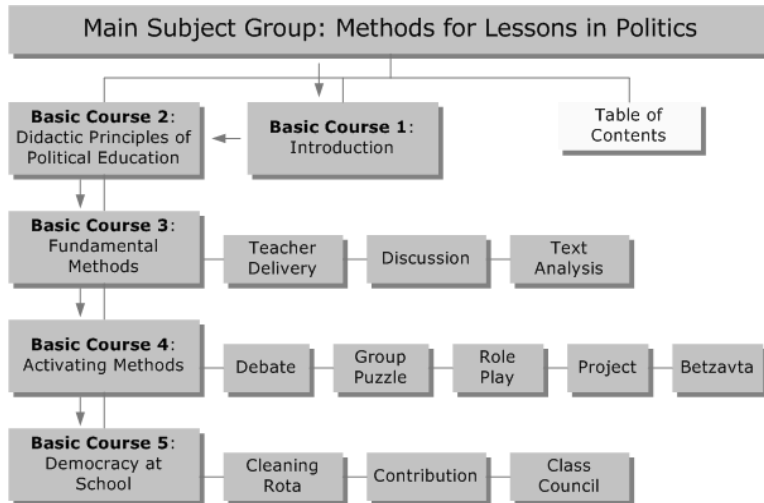 Main Subject Group: Methods for Lessons in Politics
Basic Course 2:
Didactic Principles of
Political Education
Basic Course 1:
Introduction
Table of
Contents
Basic Course 3:
Fundamental
Methods
Teacher
Delivery
Discussion
Text
Analysis
Basic Course 4:
Activating Methods
Debate
Group
Puzzle
Role
Play
Project
Betzavta
Basic Course 5:
Democracy at
School
Cleaning
Rota
Contribution
Class
Council